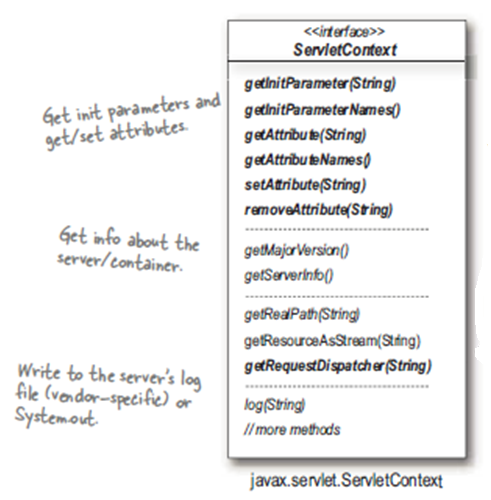 <<interface>>
ServletContext
getInitParameter(String)
getInitParameterNames()
getAttribute(String)
getAttributeNames()
setAttribute(String)
removeAttribute(String)
getMajorVersion()
getServerInfo()
getRealPath(String)
getResourceAsStream(String)
getRequestDispatcher(String)
log(String)
// more methods
javax.servlet.ServletContext
Get init parameters and
get/set attributes.
Get info about the
server/container.
Write to the server's log
file (vendor-specific) or
System.out.